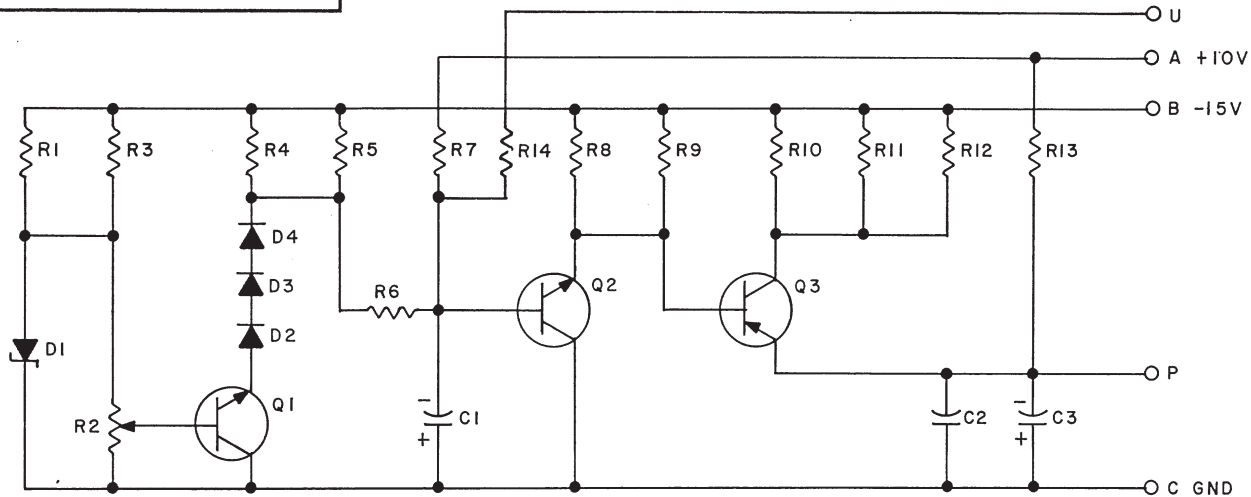 U
A +10V
B -15V
R1
R3
R4
R5
R7
R14
R8
R9
R10
R11
R12
R13
D4
D3
D2
D1
R6
Q2
Q3
P
R2
Q1
-
C1
+
C2
-
C3
+
C GND